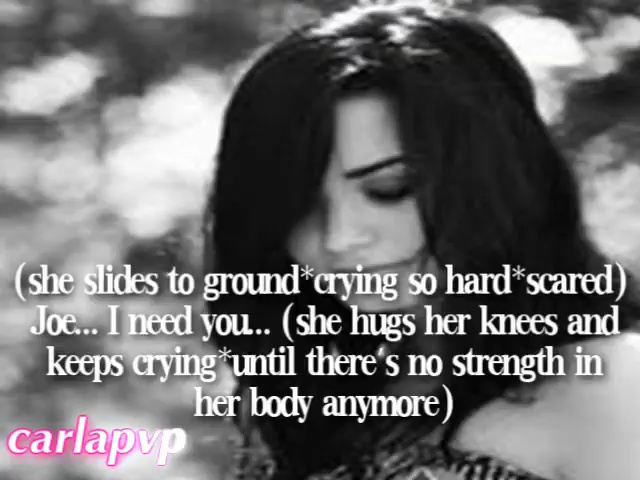 (she slides to ground*crying so hard*scared)
Joe... I need you... (she hugs her knees and
keeps crying*until there's no strength in
her body anymore)
carlapvp